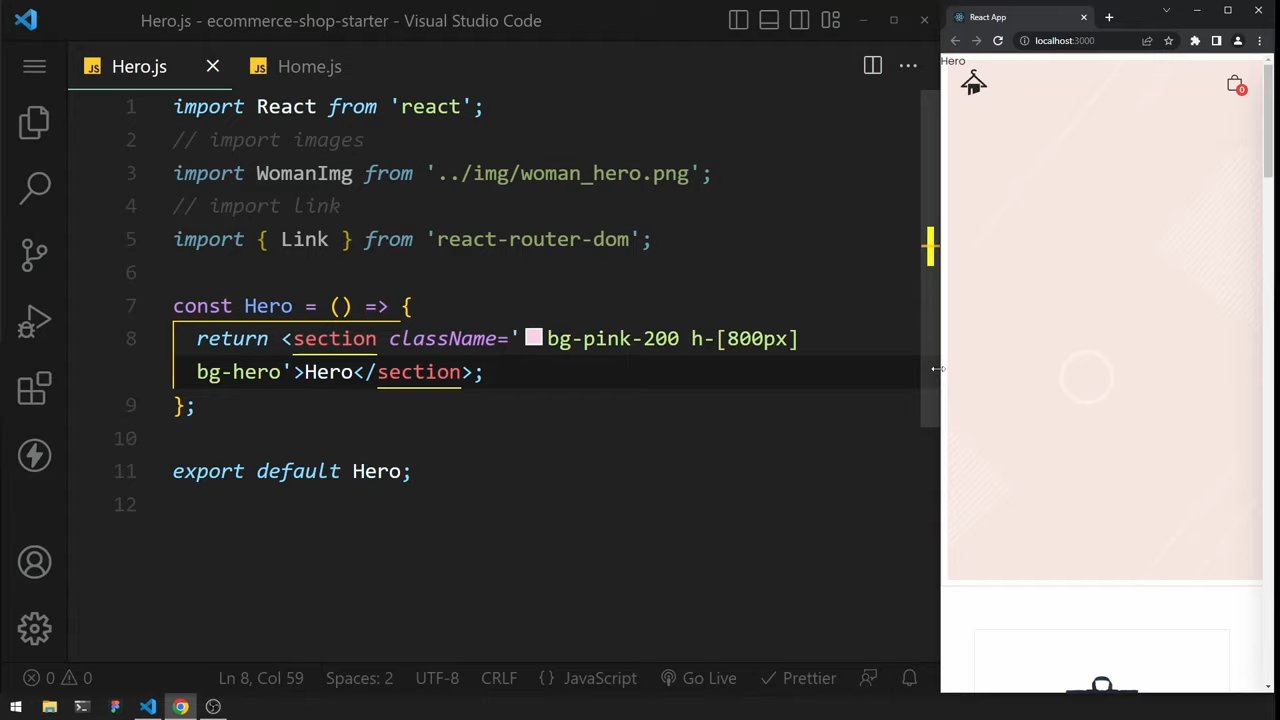 Hero.js - ecommerce-shop-starter - Visual Studio Code
JS Hero.js
JS Home.js
1 import React from 'react';
2 // import images
3 import WomanImg from '../img/woman_hero.png';
4 // import link
5 import { Link } from 'react-router-dom';
6
7 const Hero = () => {
8 return <section className='bg-pink-200 h-[800px]
bg-hero'>Hero</section>;
9 };
10
11 export default Hero;
12
0 0
Ln 8, Col 59
Spaces: 2
UTF-8
CRLF
{} JavaScript
Go Live
Prettier
React App
localhost:3000
Hero
0